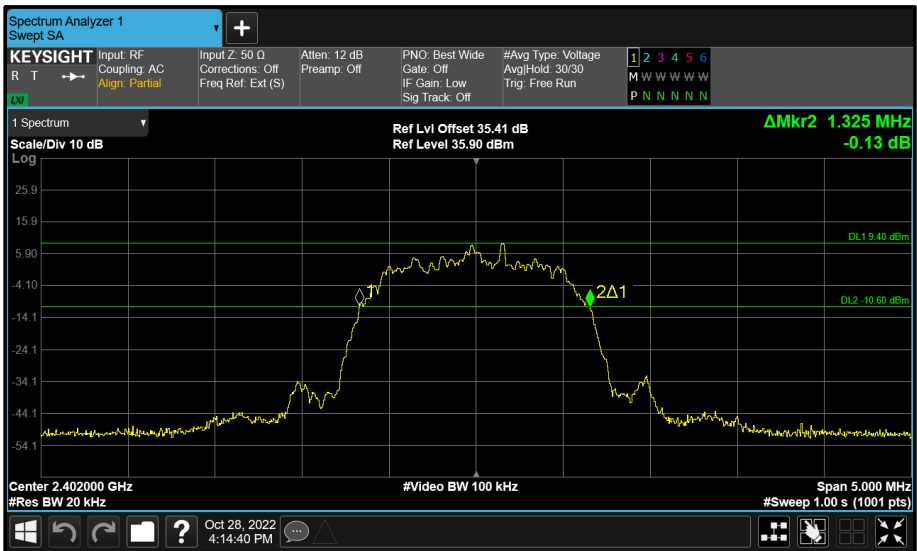 Spectrum Analyzer 1
Swept SA
+
KEYSIGHT
R T
LXI
Input: RF
Coupling: AC
Align: Partial
Input Z: 50 Ω
Corrections: Off
Freq Ref: Ext (S)
Atten: 12 dB
Preamp: Off
PNO: Best Wide
Gate: Off
IF Gain: Low
Sig Track: Off
#Avg Type: Voltage
Avg|Hold: 30/30
Trig: Free Run
1 2 3 4 5 6
M W W W W W
P N N N N N
1 Spectrum
Scale/Div 10 dB
Ref Lvl Offset 35.41 dB
Ref Level 35.90 dBm
ΔMkr2 1.325 MHz
-0.13 dB
Log
25.9
15.9
5.90
-4.10
-14.1
-24.1
-34.1
-44.1
-54.1
DL1 9.40 dBm
1
2Δ1
DL2 -10.60 dBm
Center 2.402000 GHz
#Video BW 100 kHz
Span 5.000 MHz
#Res BW 20 kHz
#Sweep 1.00 s (1001 pts)
?
Oct 28, 2022
4:14:40 PM